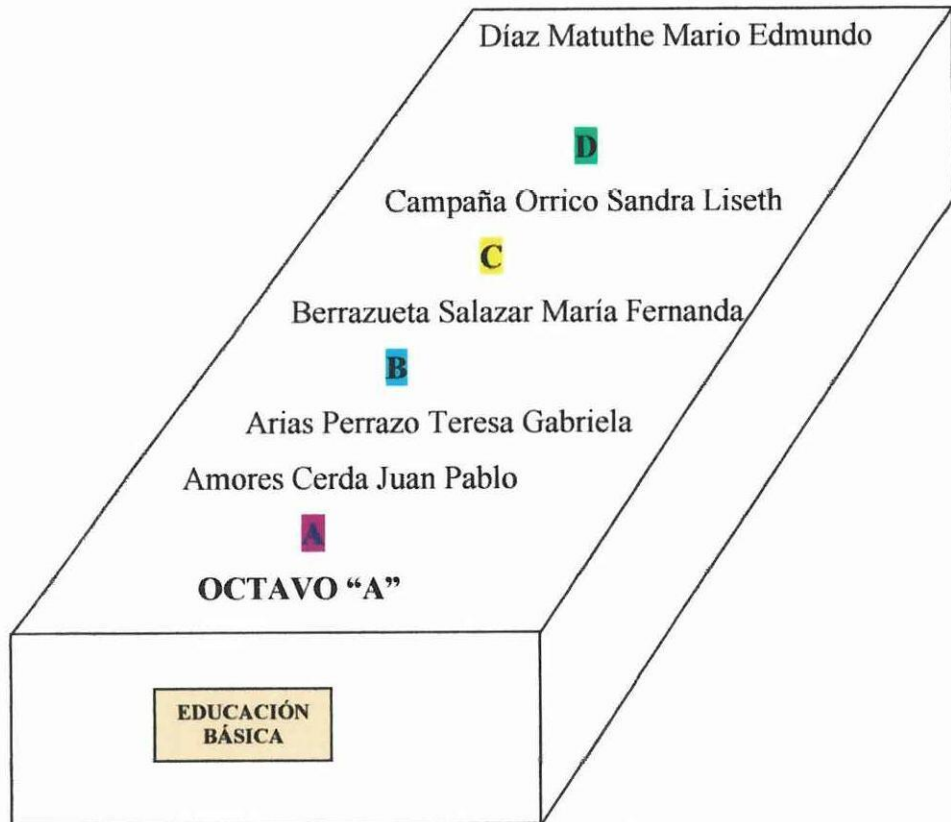 Díaz Matuthe Mario Edmundo
D
Campaña Orrico Sandra Liseth
C
Berrazueta Salazar María Fernanda
B
Arias Perrazo Teresa Gabriela
Amores Cerda Juan Pablo
A
OCTAVO “A”
EDUCACIÓN
BÁSICA